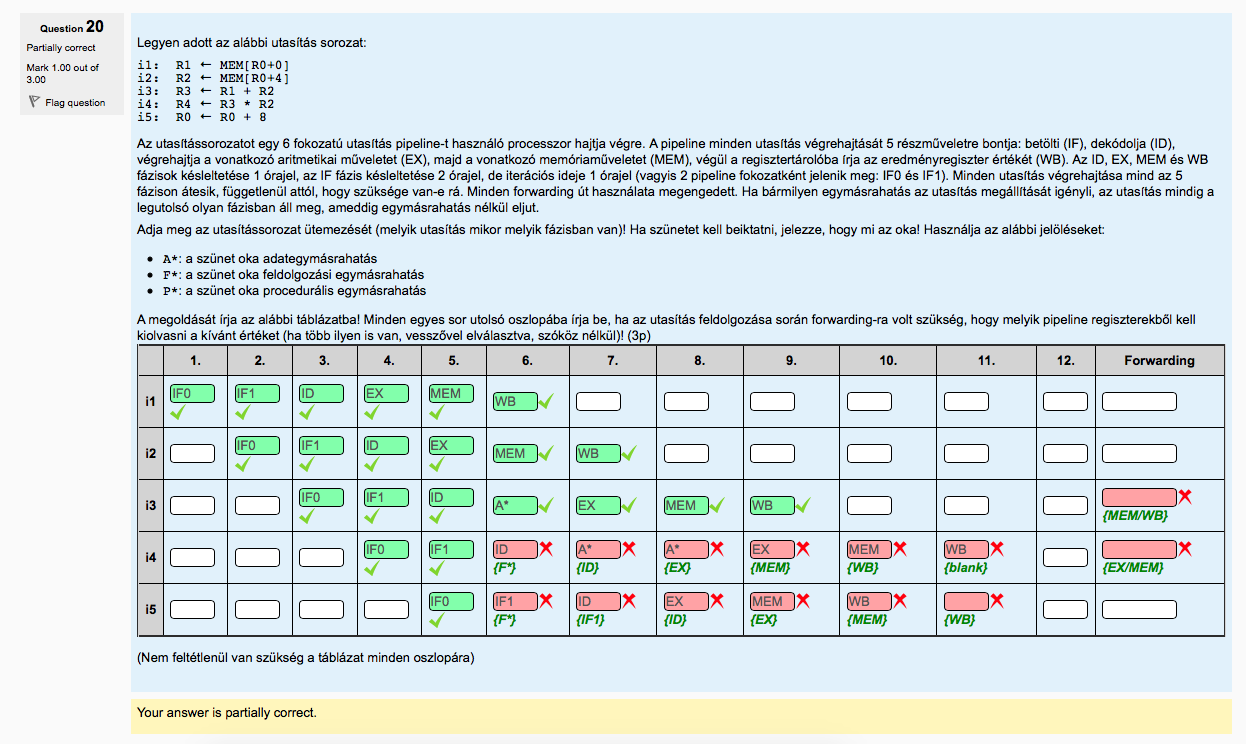 Question 20
Partially correct
Mark 1.00 out of
3.00
Flag question
Legyen adott az alábbi utasítás sorozat:
i1: R1 ← MEM[R0+0]
i2: R2 ← MEM[R0+4]
i3: R3 ← R1 + R2
i4: R4 ← R3 * R2
i5: R0 ← R0 + 8
Az utasítássorozatot egy 6 fokozatú utasítás pipeline-t használó processzor hajtja végre. A pipeline minden utasítás végrehajtását 5 részműveletre bontja: betölti (IF), dekódolja (ID),
végrehajtja a vonatkozó aritmetikai műveletet (EX), majd a vonatkozó memóriaműveletet (MEM), végül a regisztertárolóba írja az eredményregiszter értékét (WB). Az ID, EX, MEM és WB
fázisok késleltetése 1 órajel, az IF fázis késleltetése 2 órajel, de iterációs ideje 1 órajel (vagyis 2 pipeline fokozatként jelenik meg: IF0 és IF1). Minden utasítás végrehajtása mind az 5
fázison átesik, függetlenül attól, hogy szüksége van-e rá. Minden forwarding út használata megengedett. Ha bármilyen egymásrahatás az utasítás megállítását igényli, az utasítás mindig a
legutolsó olyan fázisban áll meg, ameddig egymásrahatás nélkül eljut.
Adja meg az utasítássorozat ütemezését (melyik utasítás mikor melyik fázisban van)! Ha szünetet kell beiktatni, jelezze, hogy mi az oka! Használja az alábbi jelöléseket:
• A*: a szünet oka adategymásrahatás
• F*: a szünet oka feldolgozási egymásrahatás
• P*: a szünet oka procedurális egymásrahatás
A megoldását írja az alábbi táblázatba! Minden egyes sor utolsó oszlopába írja be, ha az utasítás feldolgozása során forwarding-ra volt szükség, hogy melyik pipeline regiszterekből kell
kiolvasni a kívánt értéket (ha több ilyen is van, vesszővel elválasztva, szóköz nélkül)! (3p)
1. 2. 3. 4. 5. 6. 7. 8. 9. 10. 11. 12. Forwarding
i1 IF0 IF1 ID EX MEM WB
i2 IF0 IF1 ID EX MEM WB
i3 IF0 IF1 ID A* EX MEM WB
{MEM/WB}
i4 IF0 IF1 ID A* A* EX MEM WB
{F*} {ID} {EX} {MEM} {WB} {blank} {EX/MEM}
i5 IF0 IF1 ID EX MEM WB
{F*} {IF1} {ID} {EX} {MEM} {WB}
(Nem feltétlenül van szükség a táblázat minden oszlopára)
Your answer is partially correct.